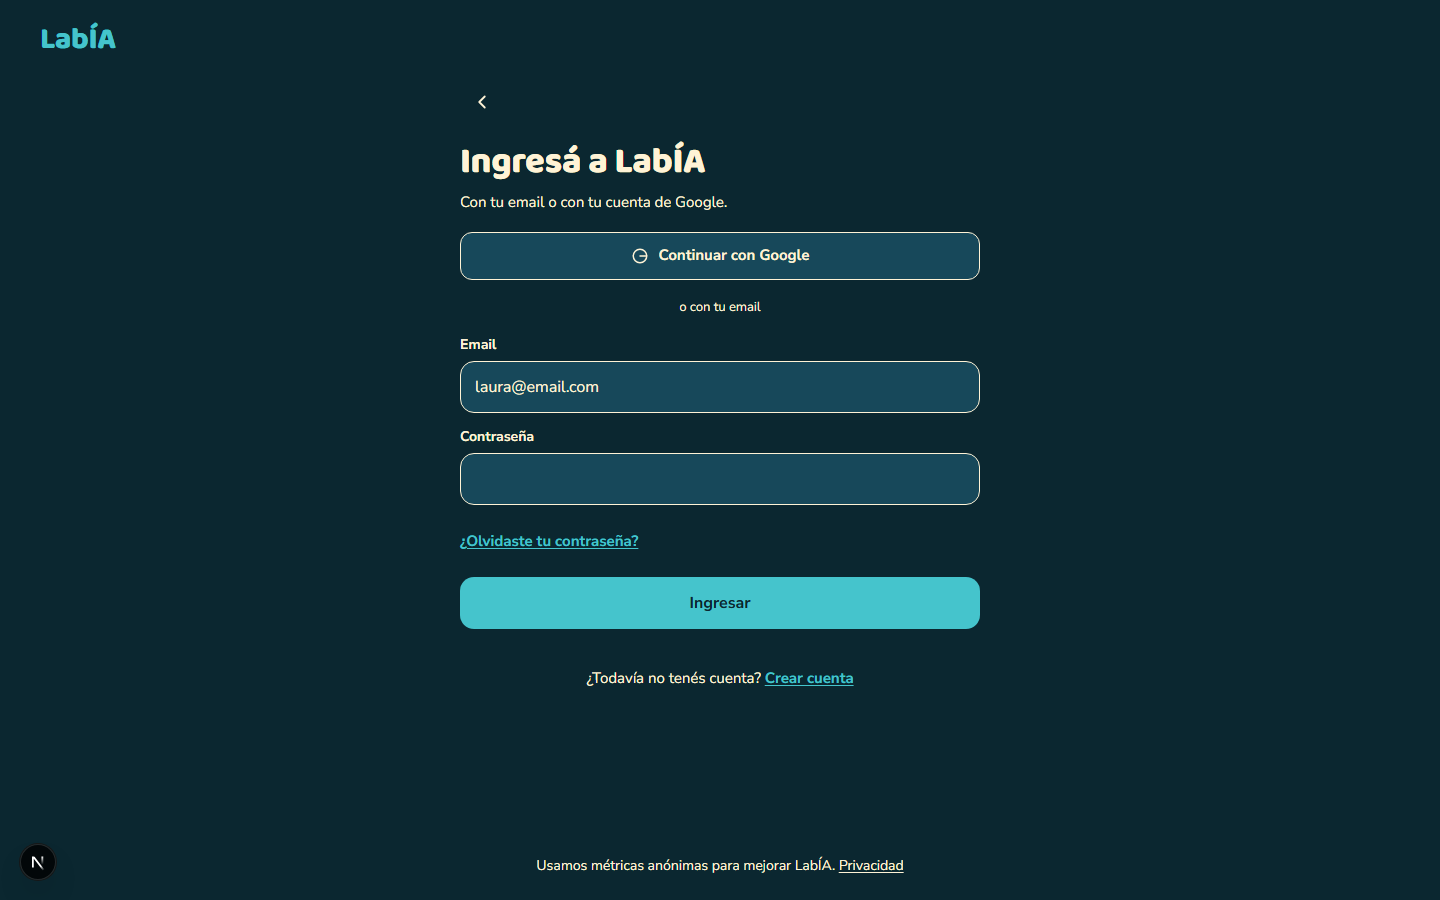 LabÍA
Ingresá a LabÍA
Con tu email o con tu cuenta de Google.
Continuar con Google
o con tu email
Email
laura@email.com
Contraseña
¿Olvidaste tu contraseña?
Ingresar
¿Todavía no tenés cuenta? Crear cuenta
N
Usamos métricas anónimas para mejorar LabÍA. Privacidad